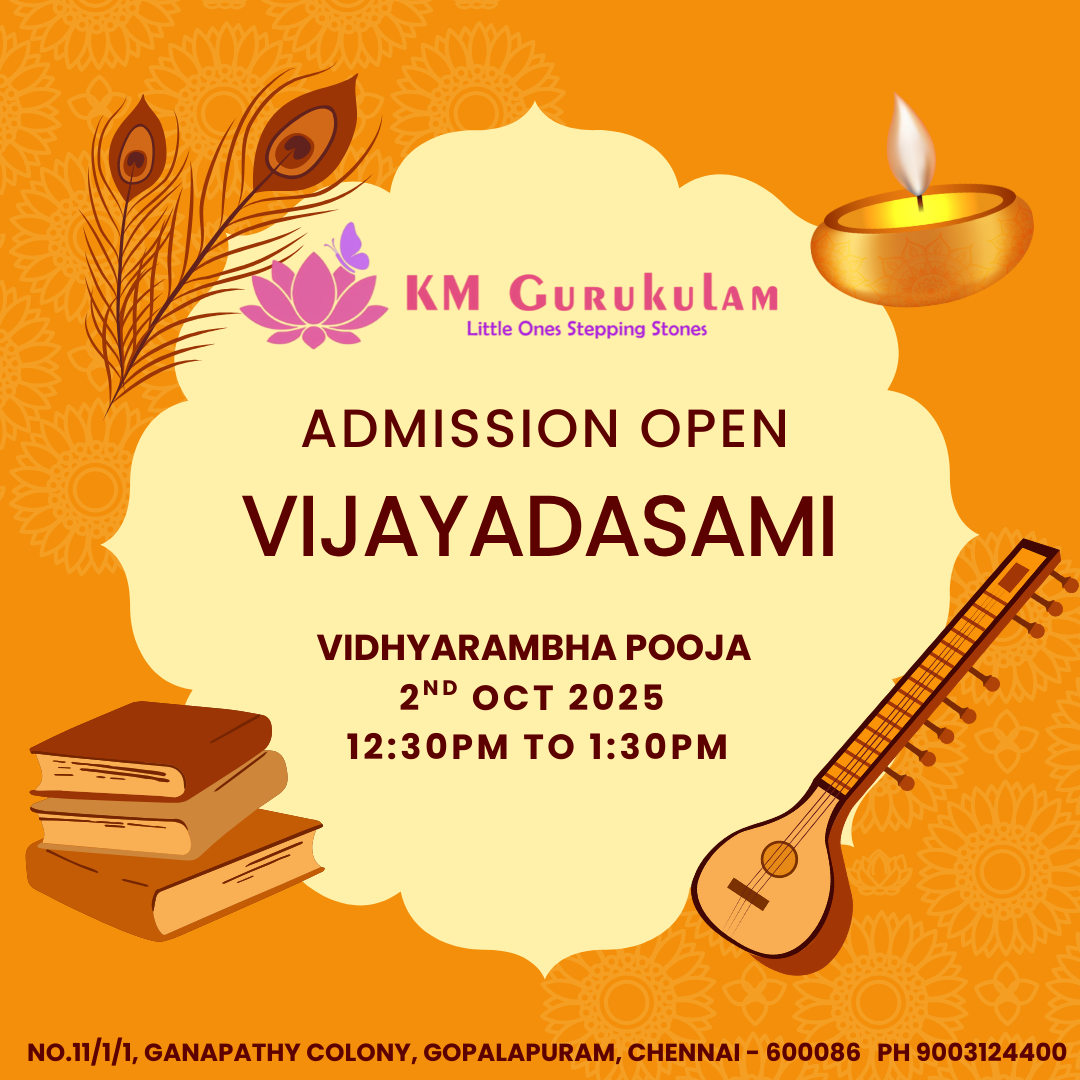 KM GURUKULAM
Little Ones Stepping Stones
ADMISSION OPEN
VIJAYADASAMI
VIDHYARAMBHA POOJA
2ND OCT 2025
12:30PM TO 1:30PM
NO.11/1/1, GANAPATHY COLONY, GOPALAPURAM, CHENNAI - 600086 PH 9003124400